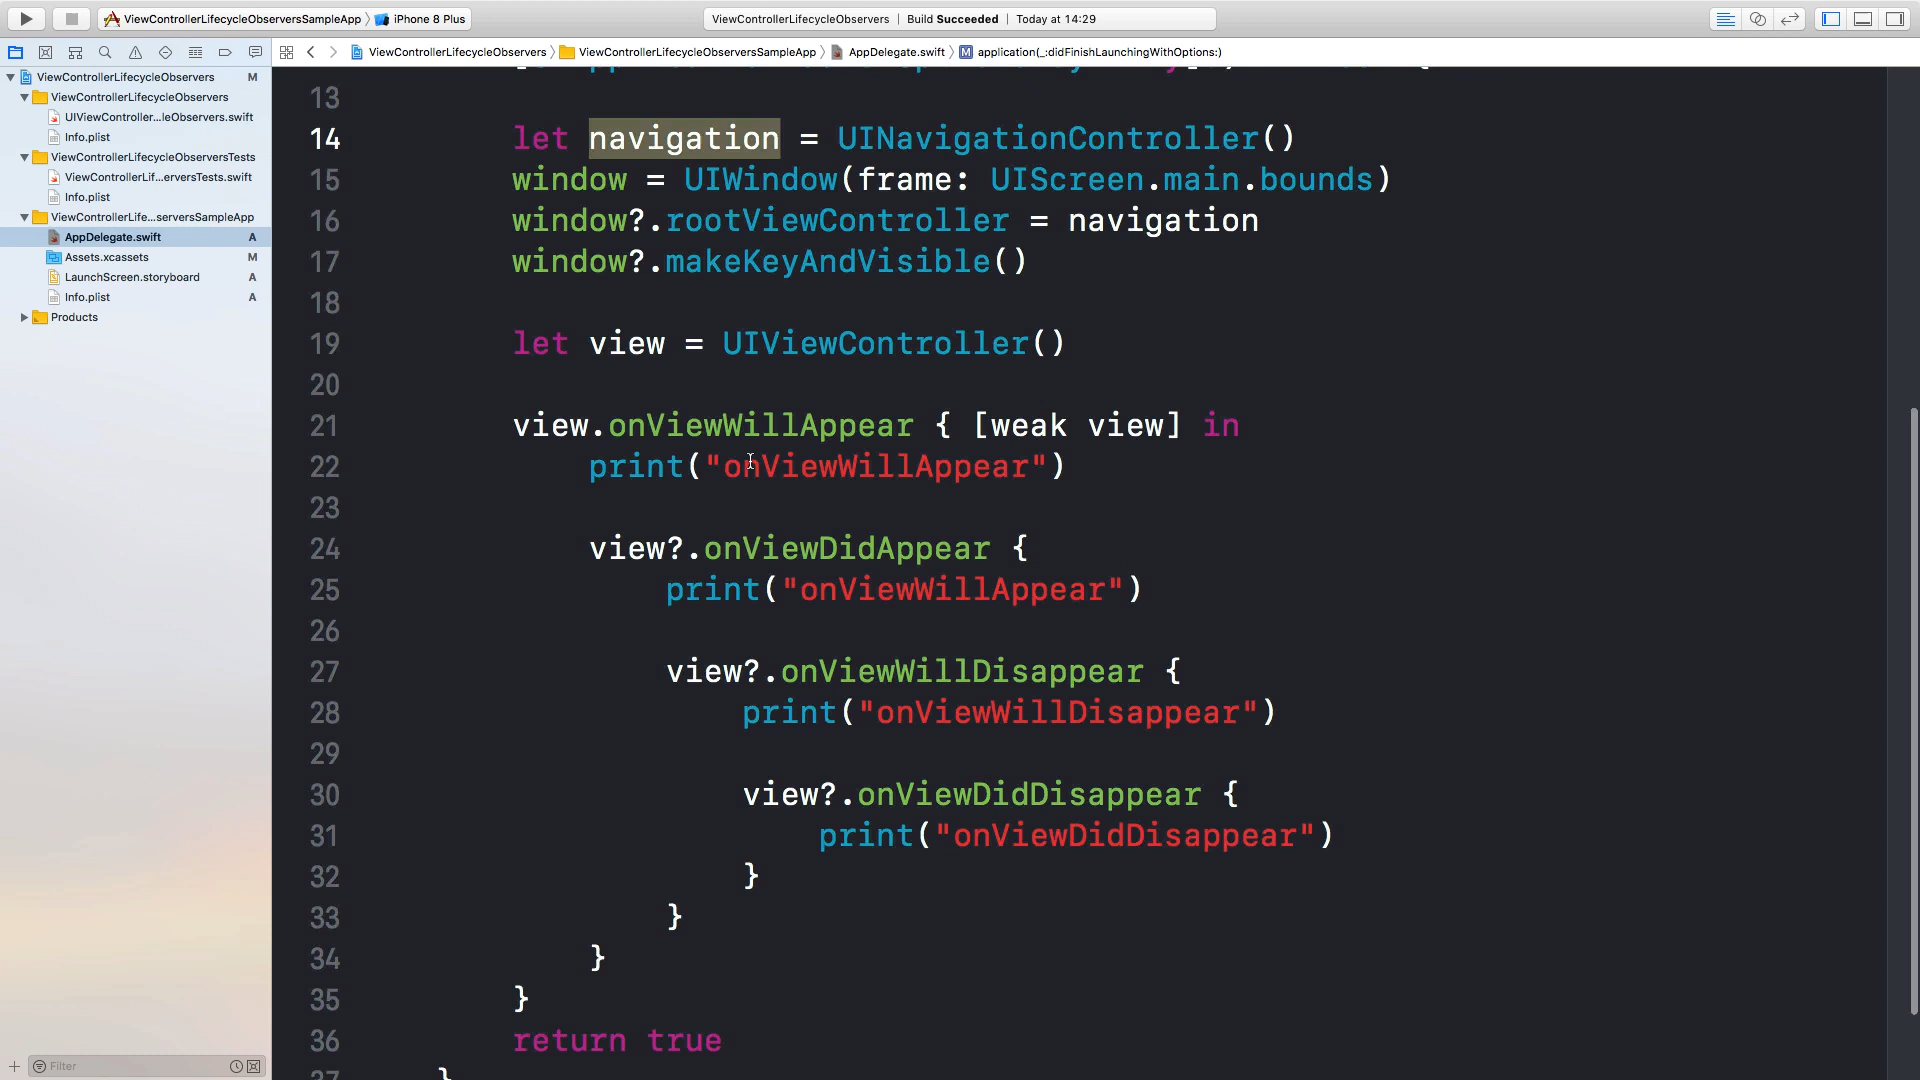 ViewControllerLifecycleObserversSampleApp iPhone 8 Plus
ViewControllerLifecycleObservers | Build Succeeded | Today at 14:29
ViewControllerLifecycleObservers ViewControllerLifecycleObserversSampleApp AppDelegate.swift M application(_:didFinishLaunchingWithOptions:)
ViewControllerLifecycleObservers M
ViewControllerLifecycleObservers
UIViewController...leObservers.swift
Info.plist
ViewControllerLifecycleObserversTests
ViewControllerLif...erversTests.swift
Info.plist
ViewControllerLife...serversSampleApp
AppDelegate.swift A
Assets.xcassets M
LaunchScreen.storyboard A
Info.plist A
Products
Filter
13
14 let navigation = UINavigationController()
15 window = UIWindow(frame: UIScreen.main.bounds)
16 window?.rootViewController = navigation
17 window?.makeKeyAndVisible()
18
19 let view = UIViewController()
20
21 view.onViewWillAppear { [weak view] in
22 print("onViewWillAppear")
23
24 view?.onViewDidAppear {
25 print("onViewWillAppear")
26
27 view?.onViewWillDisappear {
28 print("onViewWillDisappear")
29
30 view?.onViewDidDisappear {
31 print("onViewDidDisappear")
32 }
33 }
34 }
35 }
36 return true